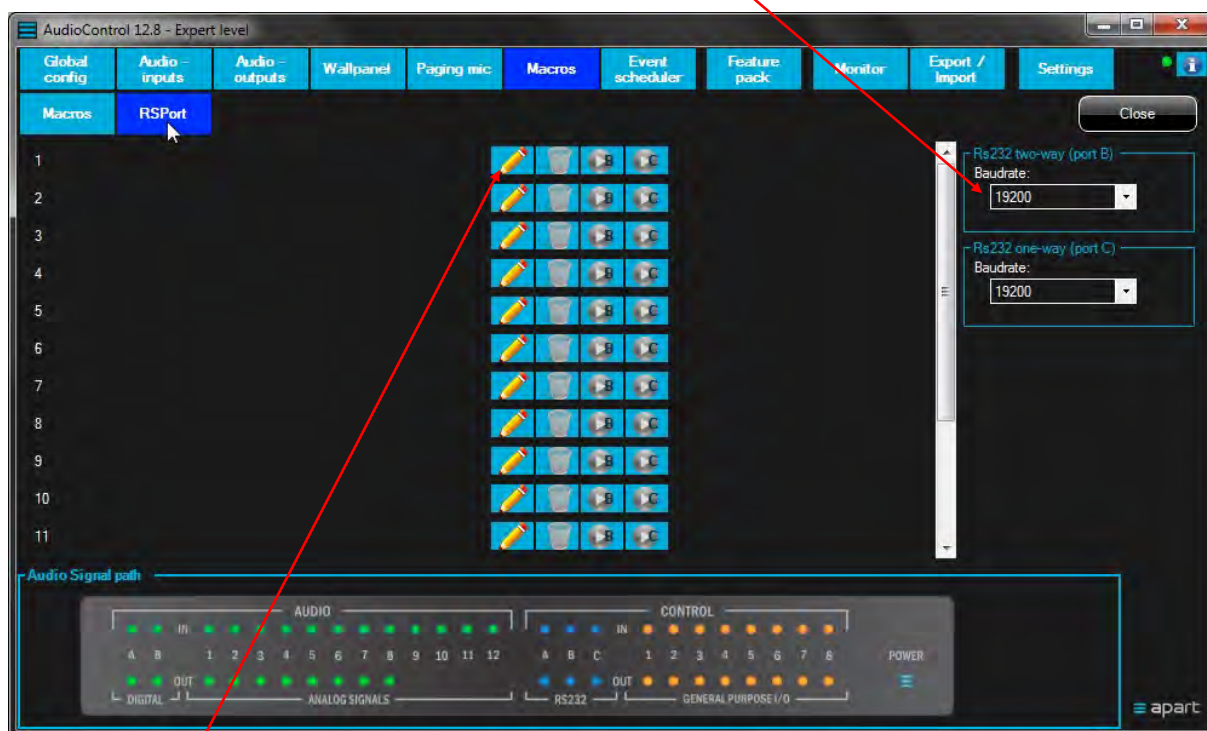 AudioControl 12.8 - Expert level
Global config
Audio – inputs
Audio – outputs
Wallpanel
Paging mic
Macros
Event scheduler
Feature pack
Monitor
Export / Import
Settings
i
Macros
RSPort
Close
1 B C
2 B C
3 B C
4 B C
5 B C
6 B C
7 B C
8 B C
9 B C
10 B C
11 B C
Rs232 two-way (port B)
Baudrate:
19200
Rs232 one-way (port C)
Baudrate:
19200
Audio Signal path
AUDIO CONTROL
IN IN
A B 1 2 3 4 5 6 7 8 9 10 11 12 A B C 1 2 3 4 5 6 7 8 POWER
OUT OUT
DIGITAL ANALOG SIGNALS RS232 GENERAL PURPOSE I/O
apart